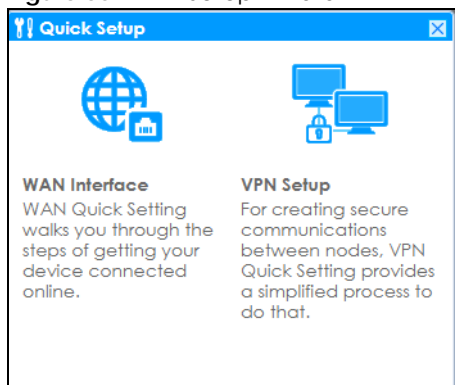 Quick Setup
WAN Interface
WAN Quick Setting
walks you through the
steps of getting your
device connected
online.
VPN Setup
For creating secure
communications
between nodes, VPN
Quick Setting provides
a simplified process to
do that.